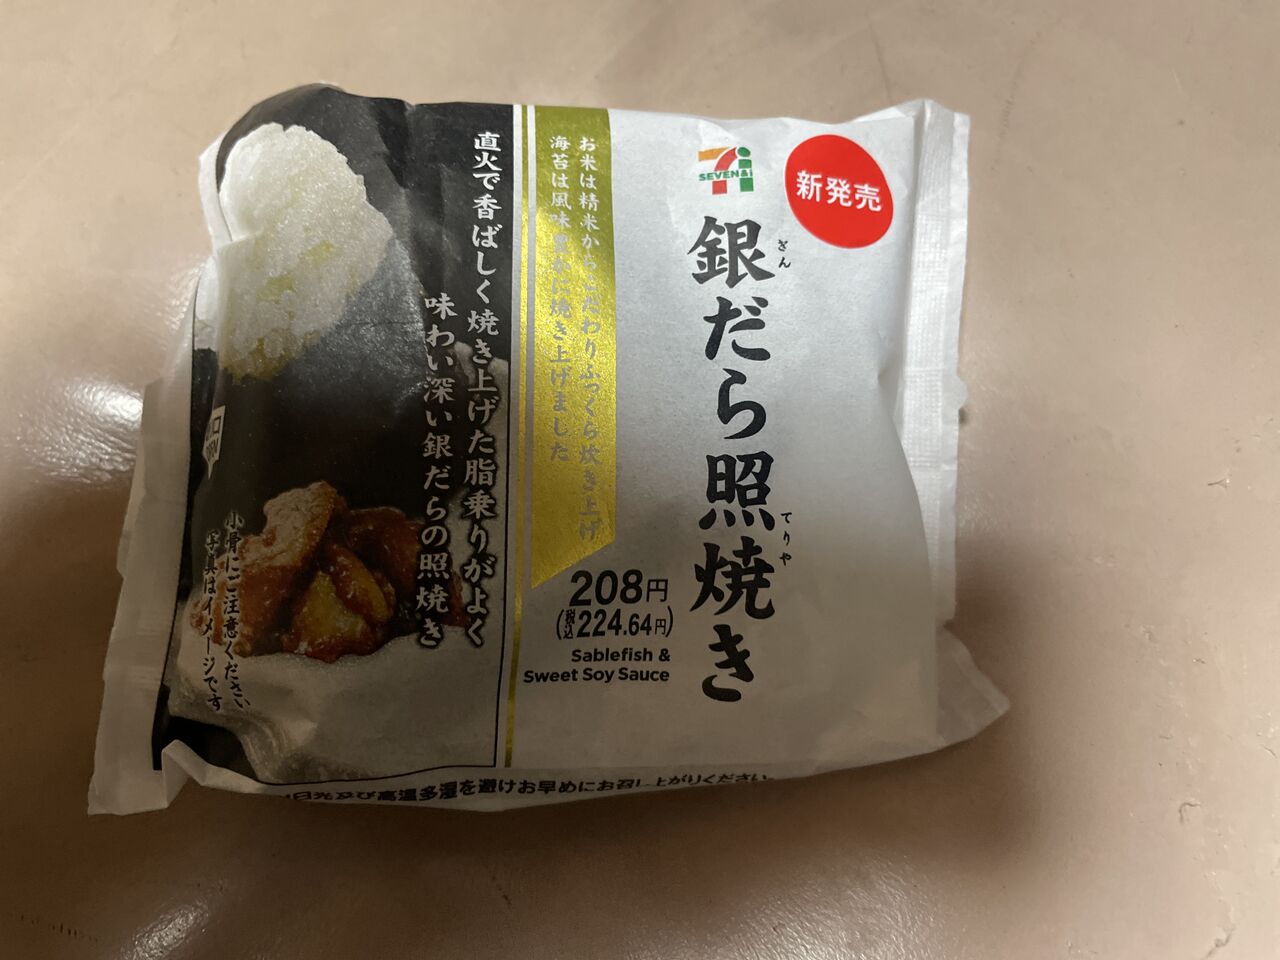 新発売
SEVEN&i
銀だら照焼き
ぎん
てりや
お米は精米からこだわりふっくら炊き上げ
海苔は風味豊かに焼き上げました
直火で香ばしく焼き上げた脂乗りがよく
味わい深い銀だらの照焼き
208円
(税込224.64円)
Sablefish &
Sweet Soy Sauce
小骨にご注意ください
写真はイメージです
日光及び高温多湿を避けお早めにお召し上がりください。